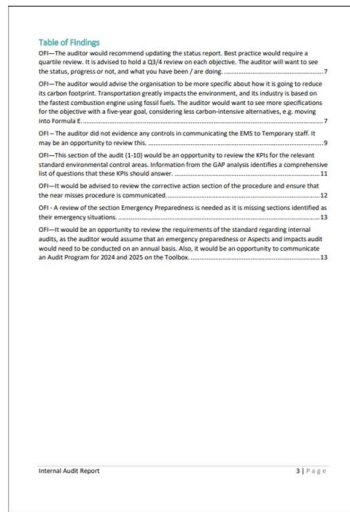 Table of Findings
OFI—The auditor would recommend updating the status report. Best practice would require a
quartile review. It is advised to hold a Q3/4 review on each objective. The auditor will want to see
the status, progress or not, and what you have been / are doing. ........................................ 7
OFI—The auditor would advise the organisation to be more specific about how it is going to reduce
its carbon footprint. Transportation greatly impacts the environment, and its industry is based on
the fastest combustion engine using fossil fuels. The auditor would want to see more specifications
for the objective with a five-year goal, considering less carbon-intensive alternatives, e.g. moving
into Formula E. ........................................ 7
OFI – The auditor did not evidence any controls in communicating the EMS to Temporary staff. It
may be an opportunity to review this. ........................................ 9
OFI—This section of the audit (1-10) would be an opportunity to review the KPIs for the relevant
standard environmental control areas. Information from the GAP analysis identifies a comprehensive
list of questions that these KPIs should answer. ........................................ 11
OFI—It would be advised to review the corrective action section of the procedure and ensure that
the near misses procedure is communicated. ........................................ 12
OFI - A review of the section Emergency Preparedness is needed as it is missing sections identified as
their emergency situations. ........................................ 13
OFI—It would be an opportunity to review the requirements of the standard regarding internal
audits, as the auditor would assume that an emergency preparedness or Aspects and impacts audit
would need to be conducted on an annual basis. Also, it would be an opportunity to communicate
an Audit Program for 2024 and 2025 on the Toolbox. ........................................ 13
Internal Audit Report 3 | P a g e